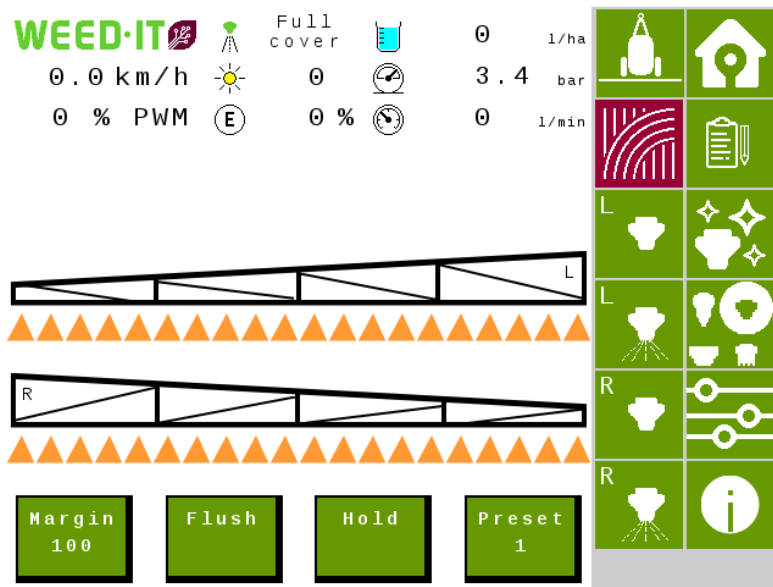 WEED-IT Full cover 0 l/ha
0.0 km/h 0 3.4 bar
0 % PWM E 0 % 0 l/min
L
L
L
R
R
R
Margin 100
Flush
Hold
Preset 1
i